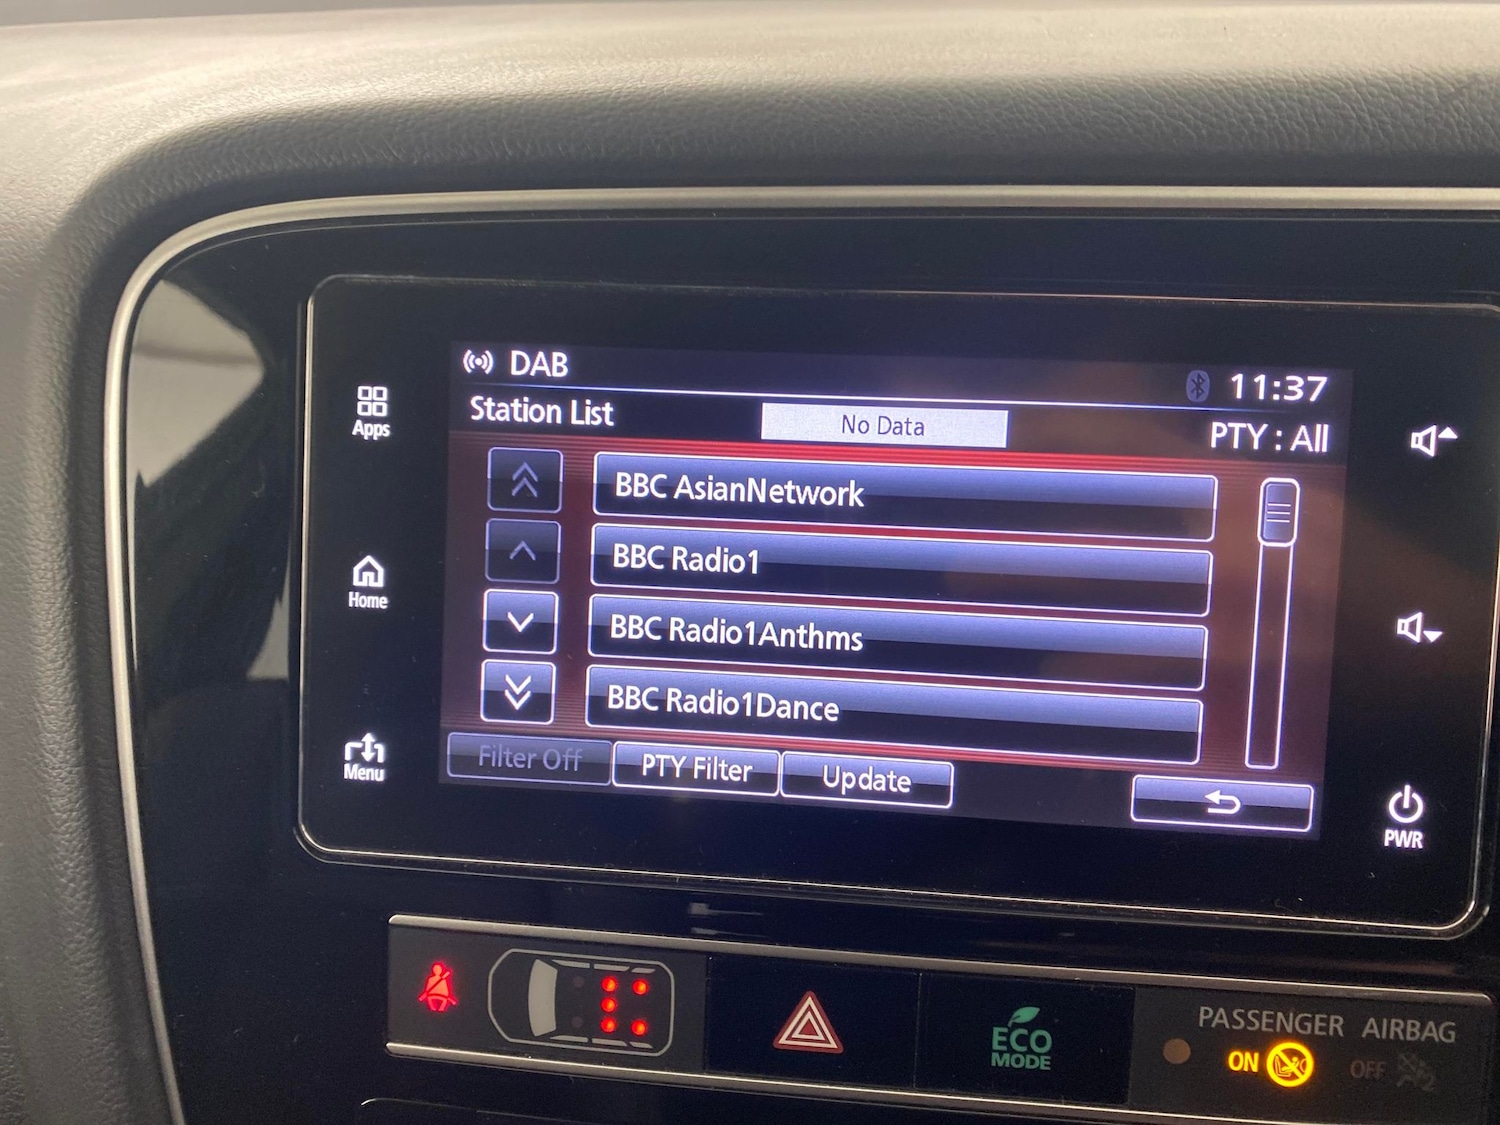 DAB
11:37
Station List
No Data
PTY : All
Apps
BBC AsianNetwork
BBC Radio1
Home
BBC Radio1Anthms
BBC Radio1Dance
Menu
Filter Off
PTY Filter
Update
PWR
ECO
MODE
PASSENGER AIRBAG
ON
OFF
2